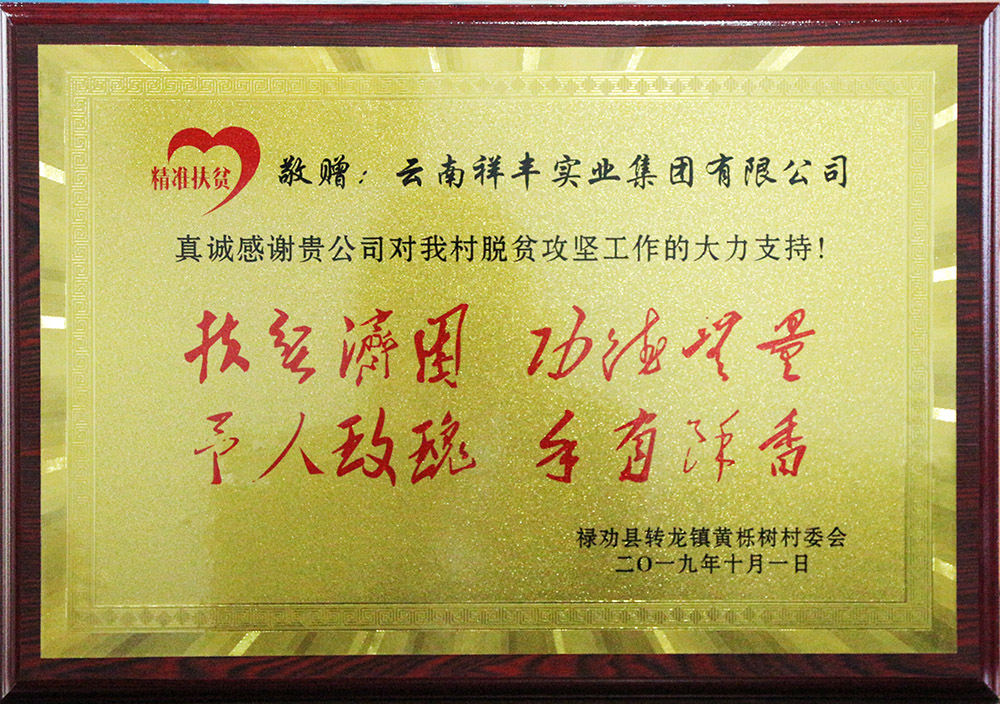 精准扶贫
敬赠：云南祥丰实业集团有限公司
真诚感谢贵公司对我村脱贫攻坚工作的大力支持！
扶贫濟困 功德无量
予人玫瑰 手有余香
禄劝县转龙镇黄栎树村委会
二〇一九年十月一日